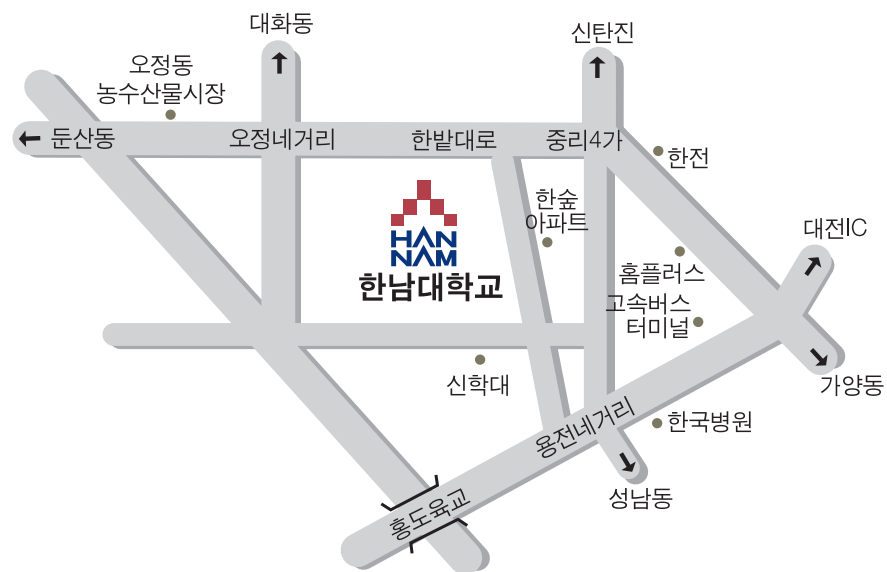 대화동
신탄진
오정동
농수산물시장
둔산동
오정네거리
한밭대로
중리4가
한전
한숲
아파트
대전IC
HAN
NAM
한남대학교
홈플러스
고속버스
터미널
신학대
가양동
용전네거리
한국병원
성남동
홍도육교